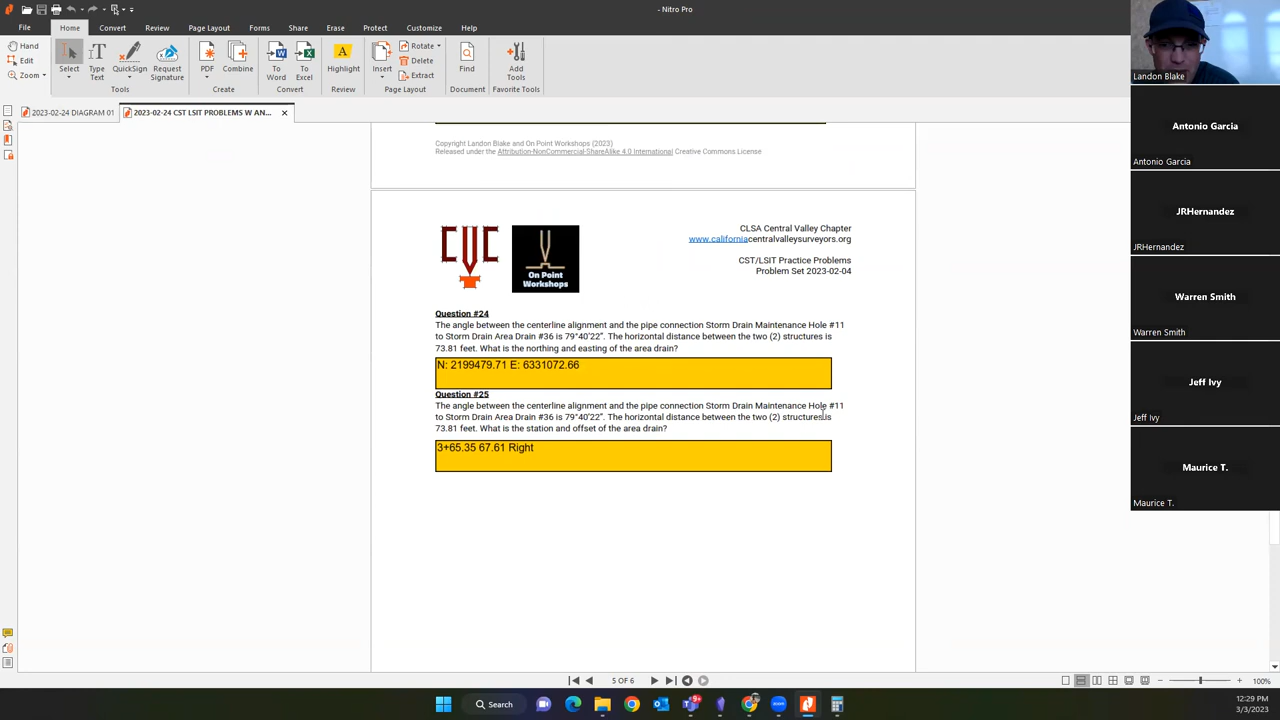 - Nitro Pro
File
Home
Convert
Review
Page Layout
Forms
Share
Erase
Protect
Customize
Help
Hand
Edit
Zoom
Select
Type Text
QuickSign
Request Signature
Tools
PDF
Combine
Create
To Word
To Excel
Convert
Highlight
Review
Insert
Rotate
Delete
Extract
Page Layout
Find
Document
Add Tools
Favorite Tools
2023-02-24 DIAGRAM 01
2023-02-24 CST LSIT PROBLEMS W AN...
Copyright Landon Blake and On Point Workshops (2023)
Released under the Attribution-NonCommercial-ShareAlike 4.0 International Creative Commons License
CVC
On Point
Workshops
CLSA Central Valley Chapter
www.californiacentralvalleysurveyors.org
CST/LSIT Practice Problems
Problem Set 2023-02-04
Question #24
The angle between the centerline alignment and the pipe connection Storm Drain Maintenance Hole #11
to Storm Drain Area Drain #36 is 79°40'22". The horizontal distance between the two (2) structures is
73.81 feet. What is the northing and easting of the area drain?
N: 2199479.71 E: 6331072.66
Question #25
The angle between the centerline alignment and the pipe connection Storm Drain Maintenance Hole #11
to Storm Drain Area Drain #36 is 79°40'22". The horizontal distance between the two (2) structures is
73.81 feet. What is the station and offset of the area drain?
3+65.35 67.61 Right
Landon Blake
Antonio Garcia
Antonio Garcia
JRHernandez
JRHernandez
Warren Smith
Warren Smith
Jeff Ivy
Jeff Ivy
Maurice T.
Maurice T.
5 OF 6
100%
Search
9+
12:29 PM
3/3/2023